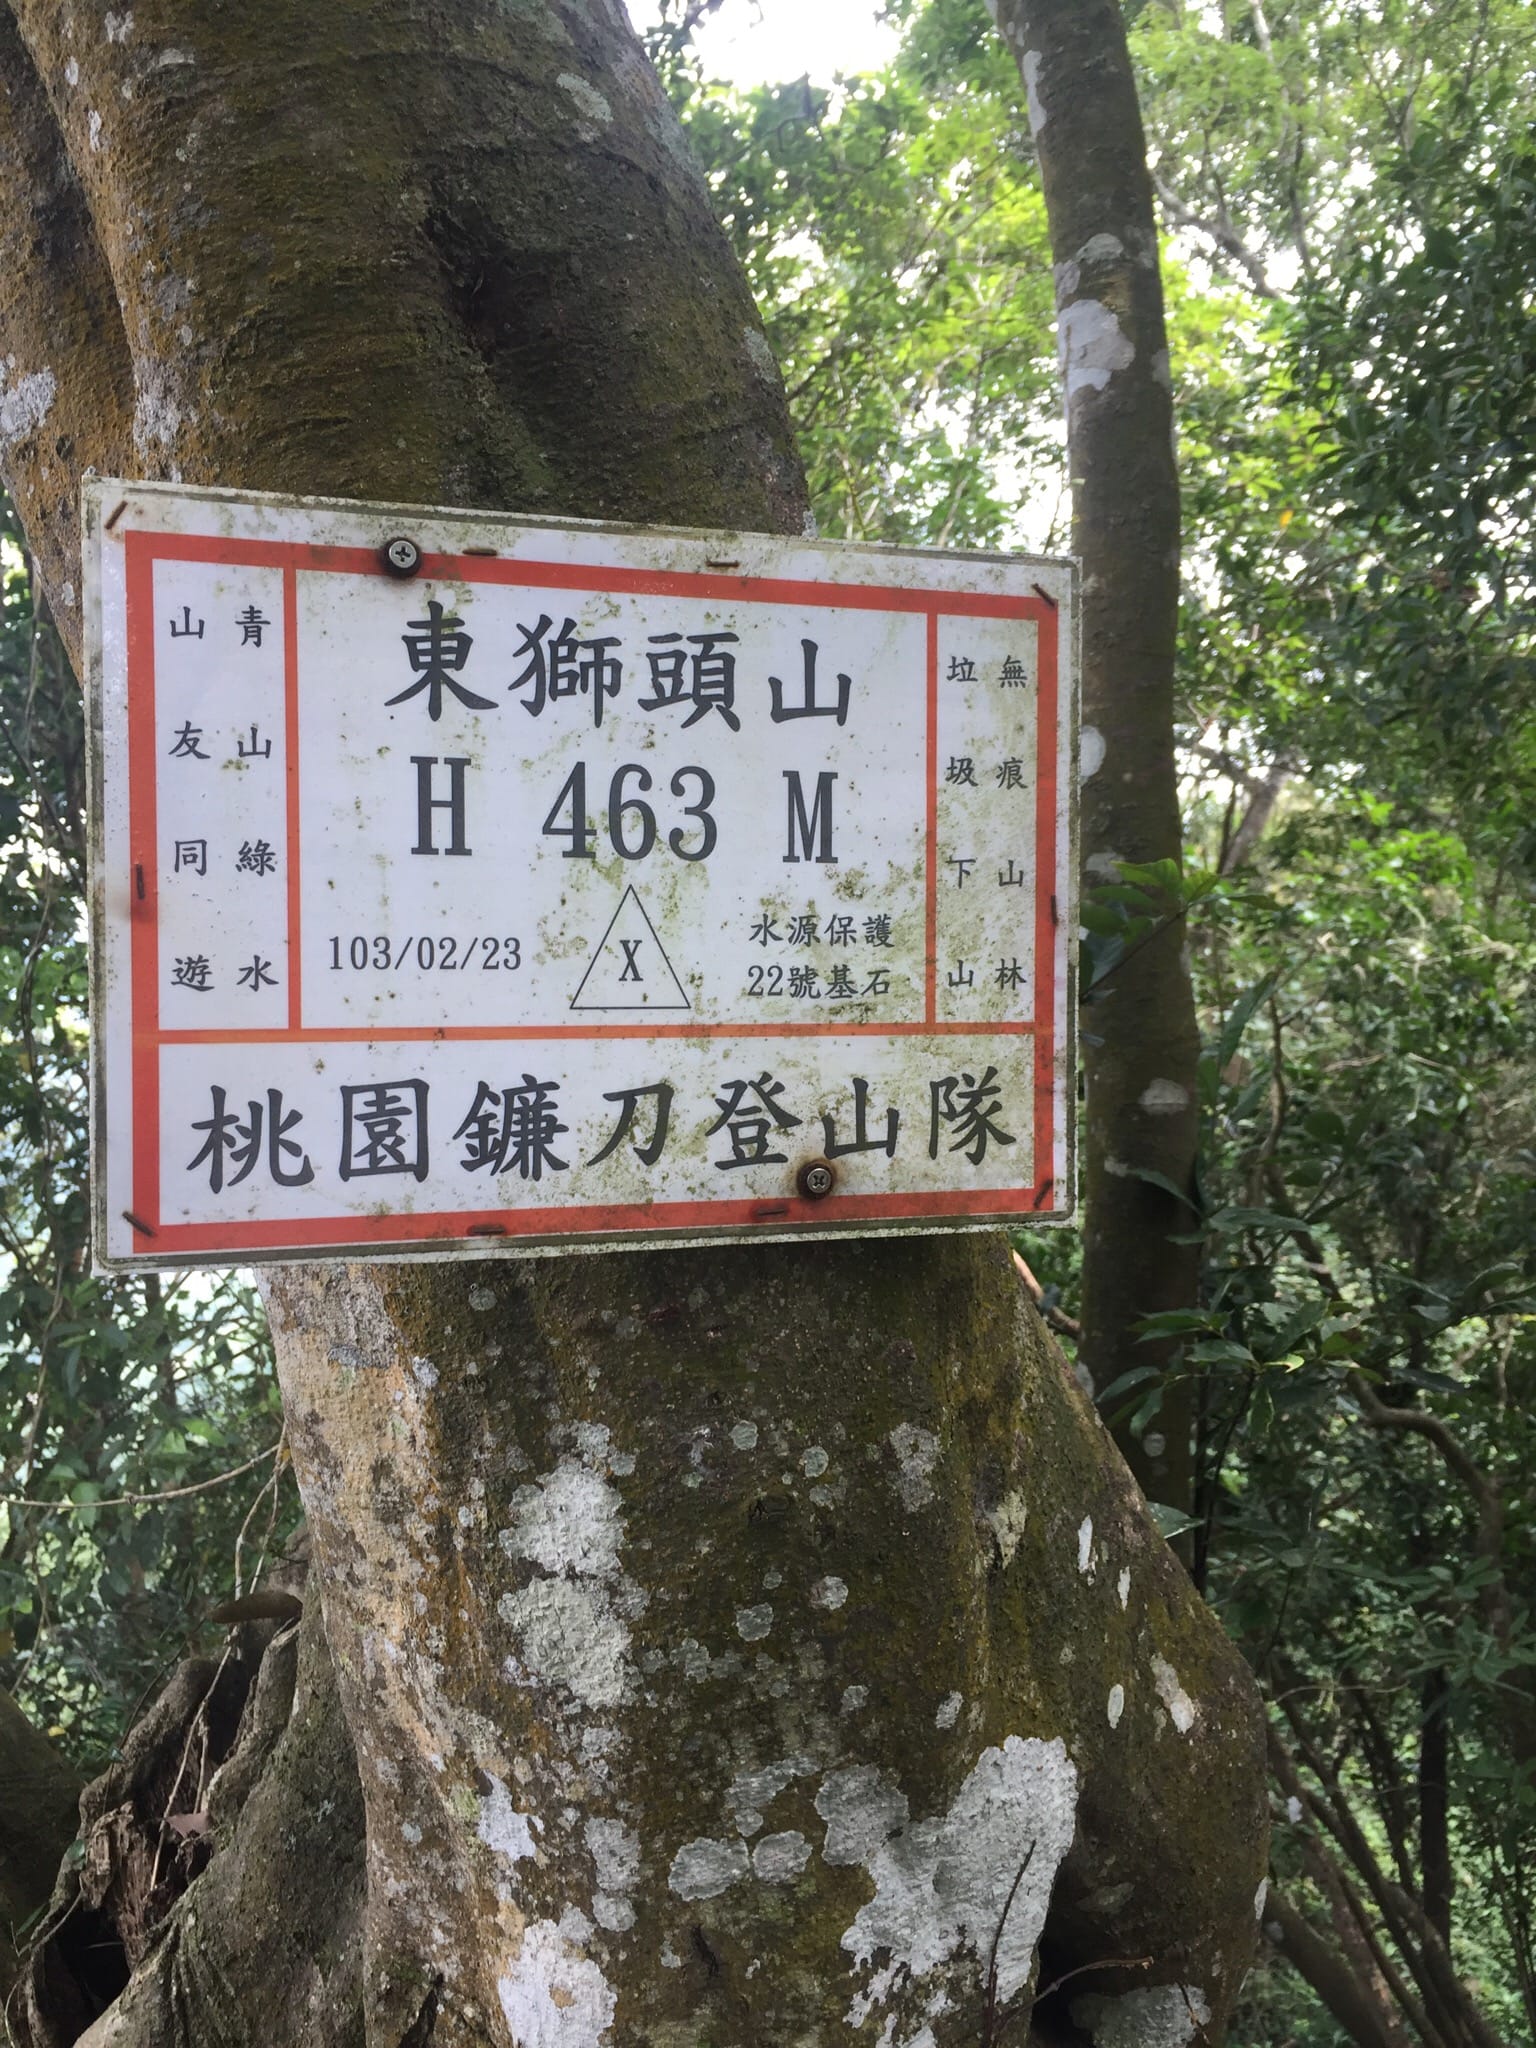 東獅頭山
H 463 M
103/02/23
X
水源保護
22號基石
無痕山林
垃圾下山
青山綠水
山友同遊
桃園鐮刀登山隊